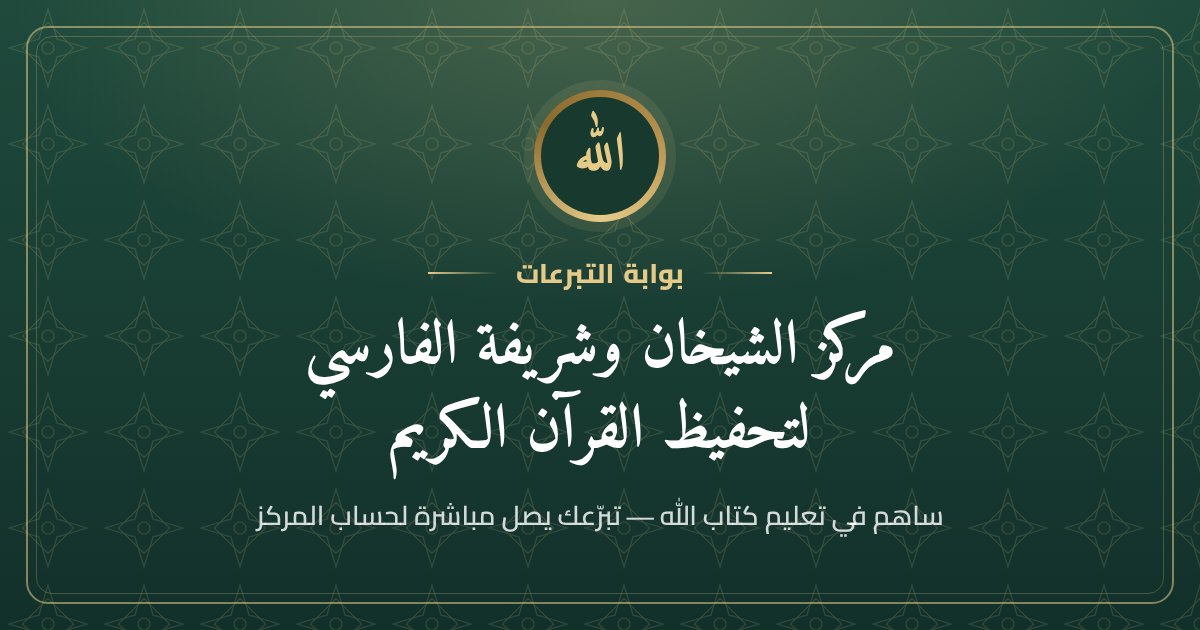 الله
بوابة التبرعات
مركز الشيخان وشريفة الفارسي
لتحفيظ القرآن الكريم
ساهم في تعليم كتاب الله — تبرّعك يصل مباشرة لحساب المركز